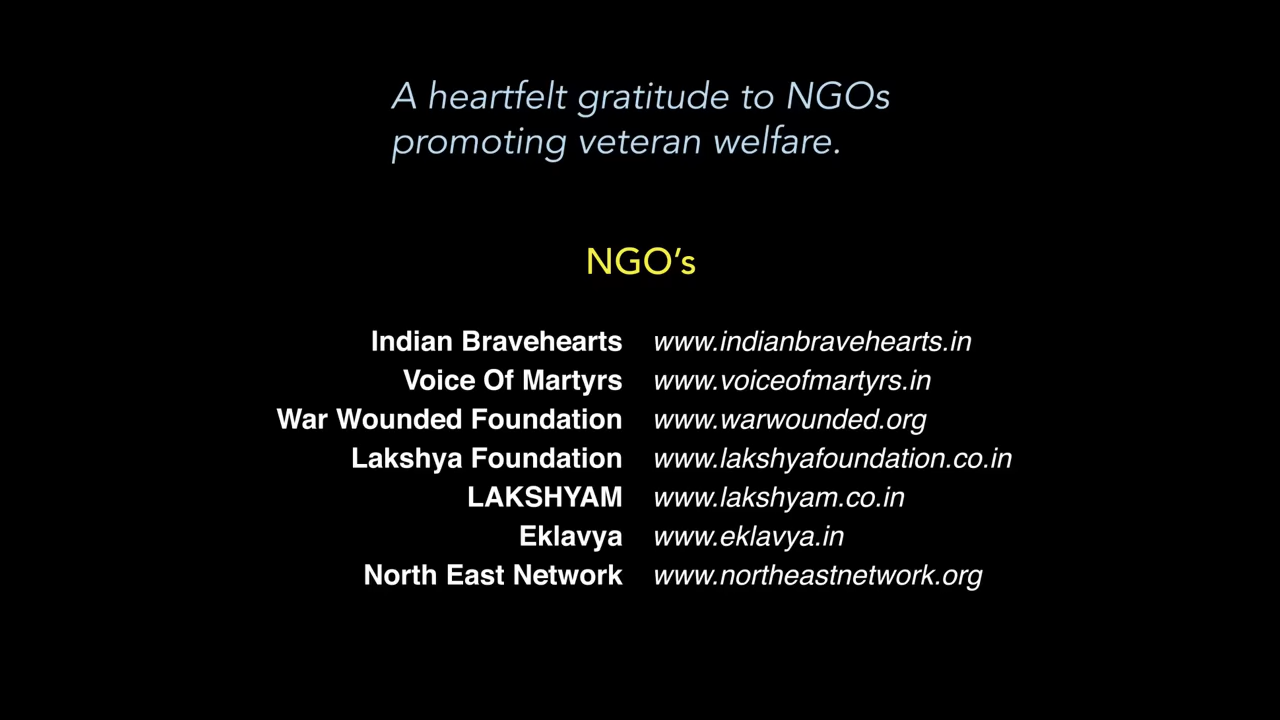 A heartfelt gratitude to NGOs
promoting veteran welfare.
NGO’s
Indian Bravehearts www.indianbravehearts.in
Voice Of Martyrs www.voiceofmartyrs.in
War Wounded Foundation www.warwounded.org
Lakshya Foundation www.lakshyafoundation.co.in
LAKSHYAM www.lakshyam.co.in
Eklavya www.eklavya.in
North East Network www.northeastnetwork.org